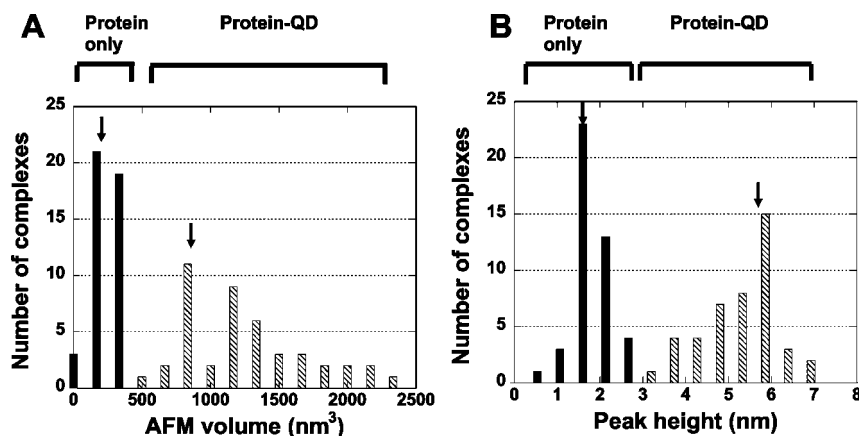 A
Protein
only
Protein-QD
25
20
15
10
5
0
Number of complexes
0 500 1000 1500 2000 2500
AFM volume (nm³)
B
Protein
only
Protein-QD
25
20
15
10
5
0
Number of complexes
0 1 2 3 4 5 6 7 8
Peak height (nm)